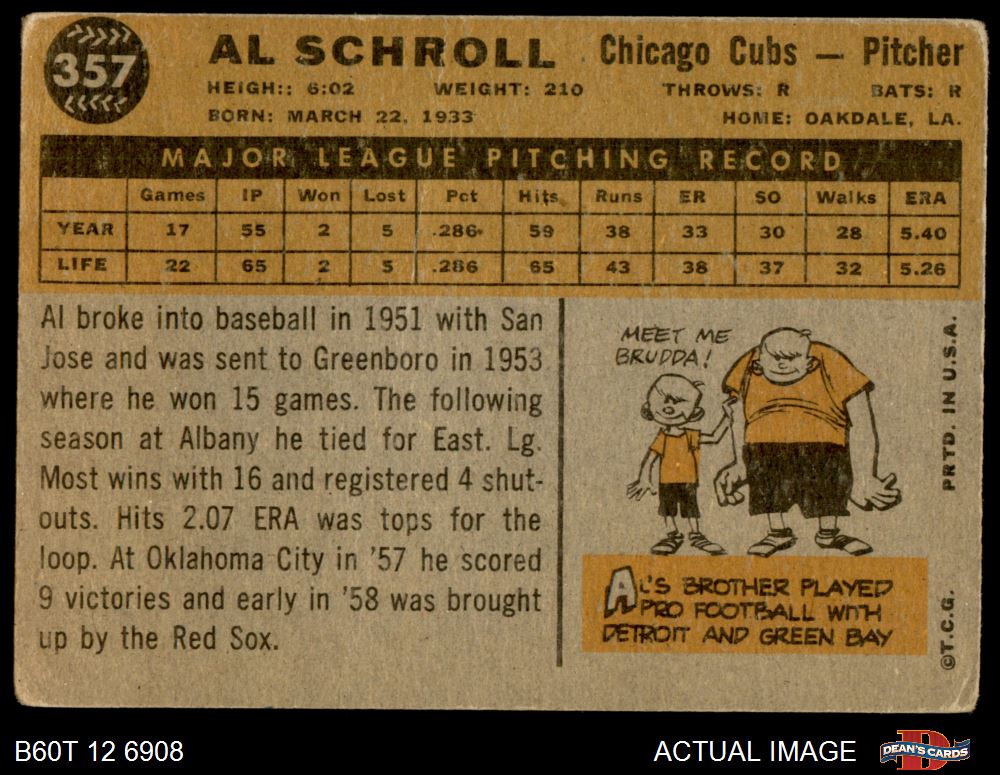 357
AL SCHROLL Chicago Cubs — Pitcher
HEIGH:: 6:02 WEIGHT: 210 THROWS: R BATS: R
BORN: MARCH 22, 1933 HOME: OAKDALE, LA.
MAJOR LEAGUE PITCHING RECORD
Games IP Won Lost Pct Hits Runs ER SO Walks ERA
YEAR 17 55 2 5 .286 59 38 33 30 28 5.40
LIFE 22 65 2 5 .286 65 43 38 37 32 5.26
Al broke into baseball in 1951 with San
Jose and was sent to Greenboro in 1953
where he won 15 games. The following
season at Albany he tied for East. Lg.
Most wins with 16 and registered 4 shut-
outs. Hits 2.07 ERA was tops for the
loop. At Oklahoma City in '57 he scored
9 victories and early in '58 was brought
up by the Red Sox.
MEET ME
BRUDDA!
AL'S BROTHER PLAYED
PRO FOOTBALL WITH
DETROIT AND GREEN BAY
PRTD. IN U.S.A.
©T.C.G.
B60T 12 6908
ACTUAL IMAGE
DEAN'S CARDS